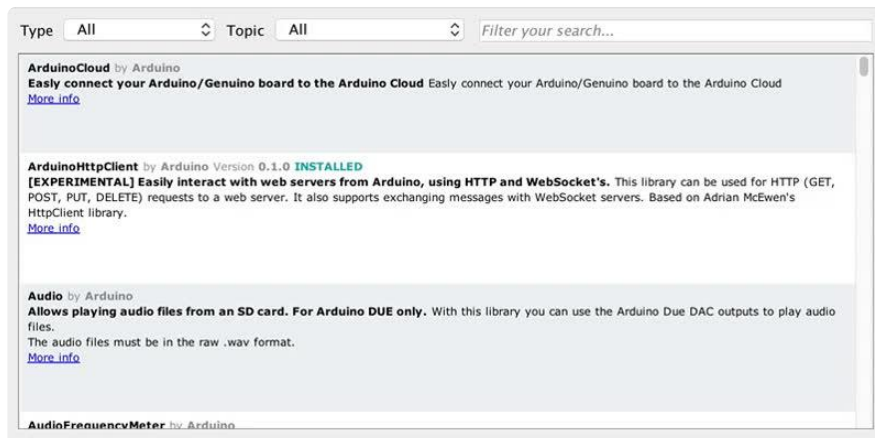 Type All Topic All Filter your search...
ArduinoCloud by Arduino
Easly connect your Arduino/Genuino board to the Arduino Cloud Easly connect your Arduino/Genuino board to the Arduino Cloud
More info
ArduinoHttpClient by Arduino Version 0.1.0 INSTALLED
[EXPERIMENTAL] Easily interact with web servers from Arduino, using HTTP and WebSocket's. This library can be used for HTTP (GET,
POST, PUT, DELETE) requests to a web server. It also supports exchanging messages with WebSocket servers. Based on Adrian McEwen's
HttpClient library.
More info
Audio by Arduino
Allows playing audio files from an SD card. For Arduino DUE only. With this library you can use the Arduino Due DAC outputs to play audio
files.
The audio files must be in the raw .wav format.
More info
AudioFrequencyMeter by Arduino